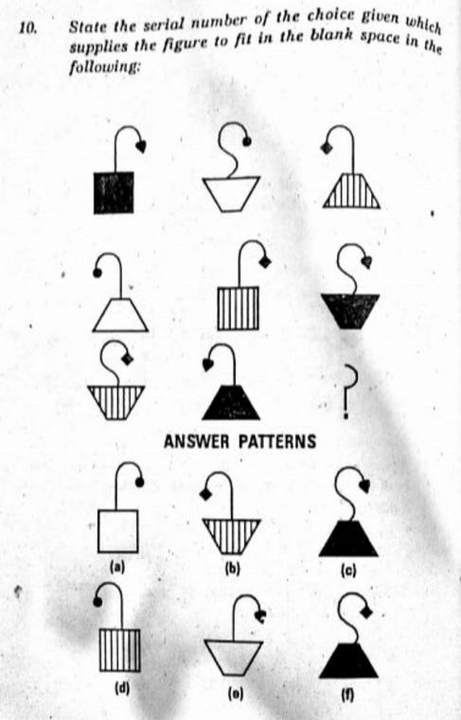 10. State the serial number of the choice given which
supplies the figure to fit in the blank space in the
following:
?
ANSWER PATTERNS
(a) (b) (c)
(d) (e) (f)